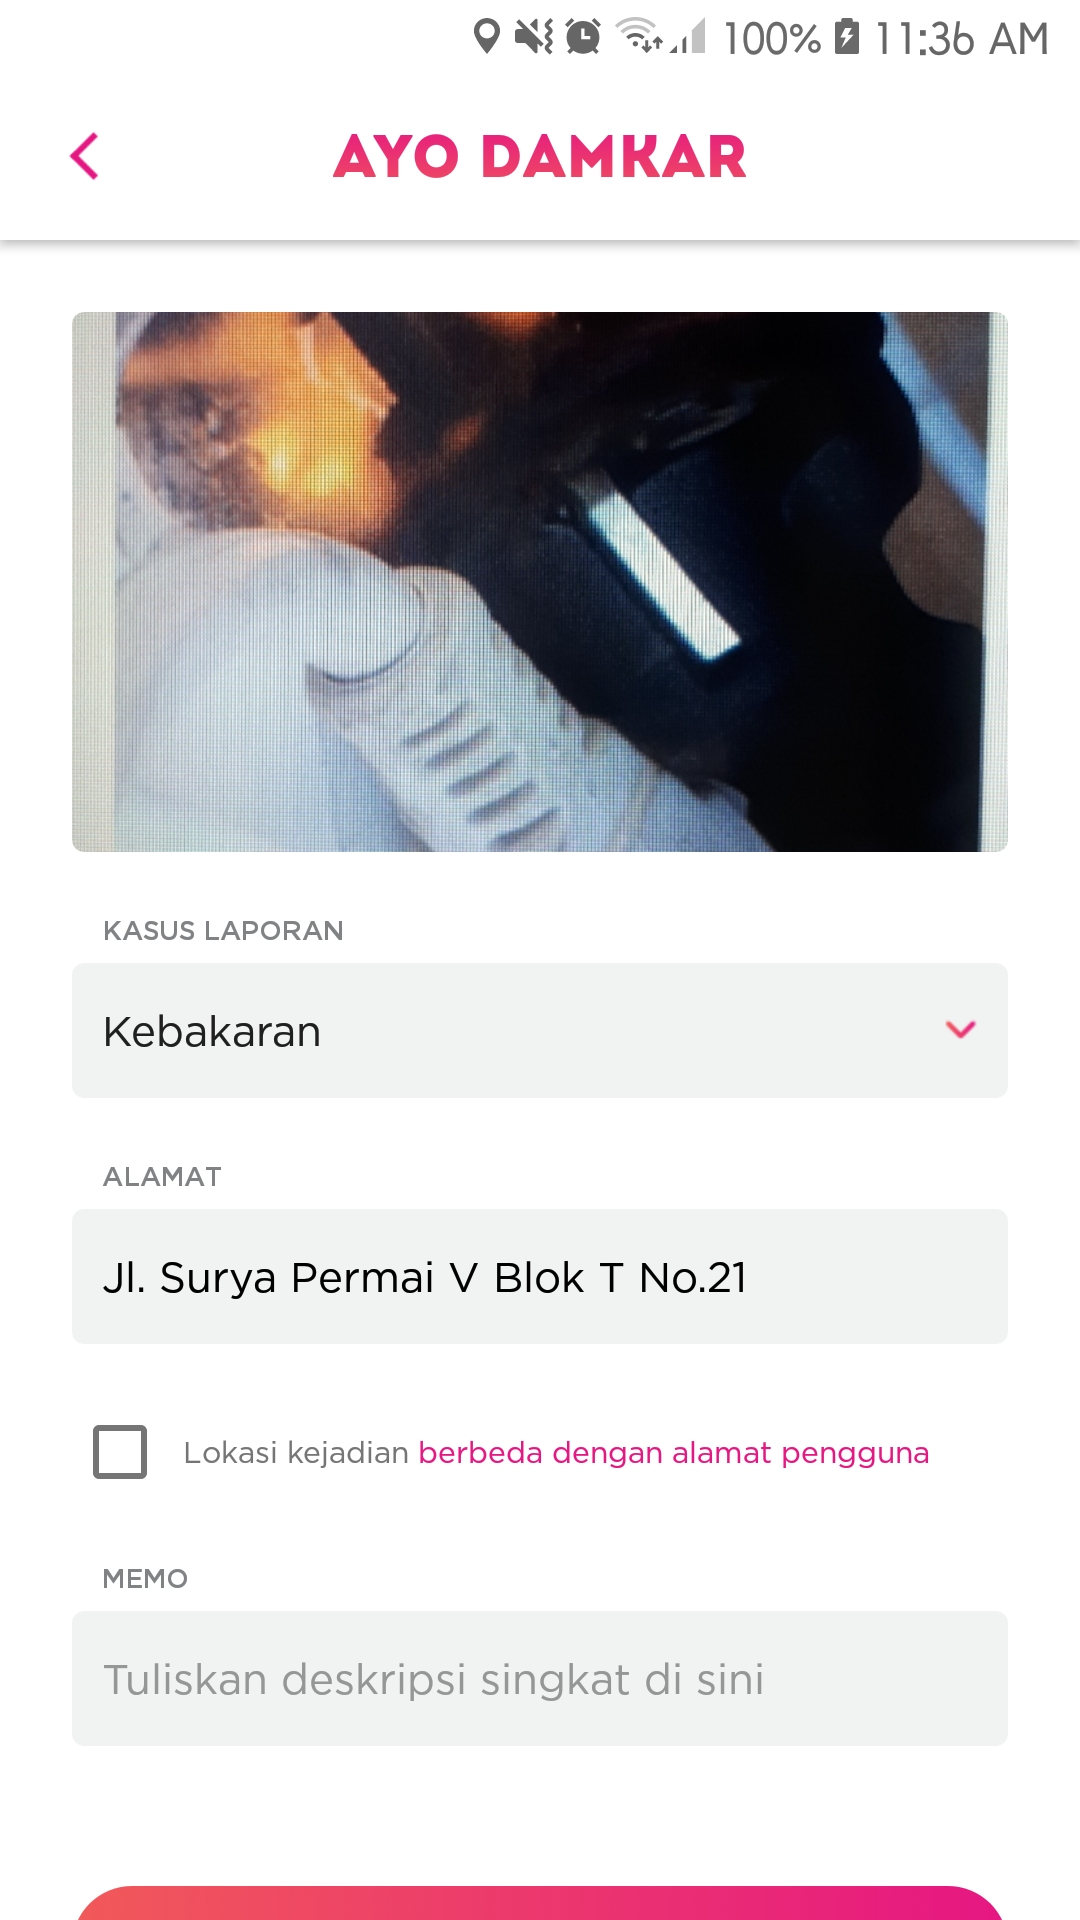 100% 11:36 AM
AYO DAMKAR
KASUS LAPORAN
Kebakaran
ALAMAT
Jl. Surya Permai V Blok T No.21
Lokasi kejadian berbeda dengan alamat pengguna
MEMO
Tuliskan deskripsi singkat di sini